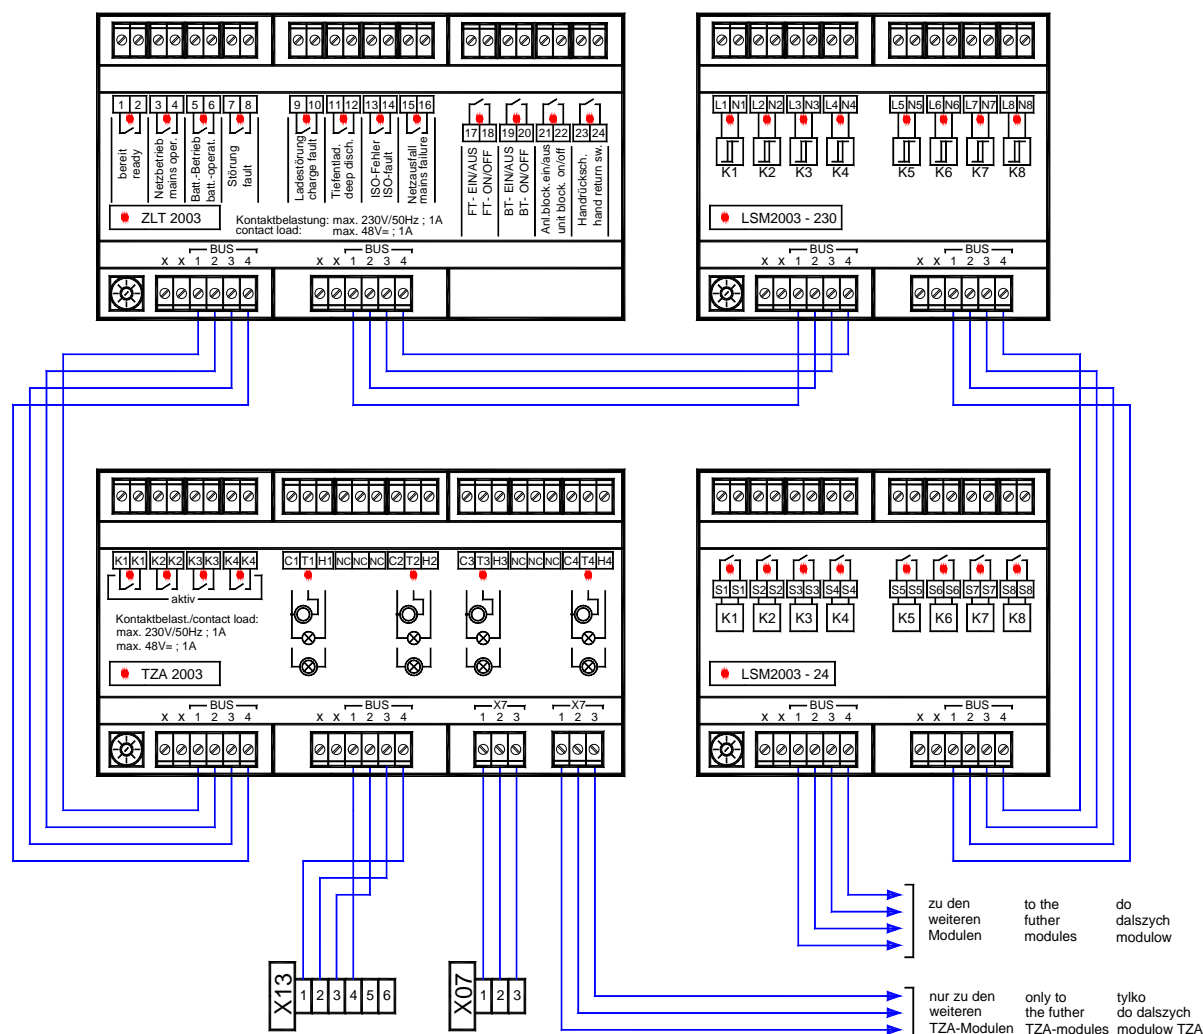 1 2 3 4 5 6 7 8 9 10 11 12 13 14 15 16
17 18 19 20 21 22 23 24
bereit
ready
Netzbetrieb
mains oper.
Batt.-Betrieb
batt.-operat.
Störung
fault
Ladestörung
charge fault
Tiefentlad.
deep disch.
ISO-Fehler
ISO-fault
Netzausfall
mains failure
FT- EIN/AUS
FT- ON/OFF
BT- EIN/AUS
BT- ON/OFF
Anl.block.ein/aus
unit block. on/off
Handrücksch.
hand return sw.
ZLT 2003
Kontaktbelastung: max. 230V/50Hz ; 1A
contact load: max. 48V= ; 1A
BUS
x x 1 2 3 4
BUS
x x 1 2 3 4
L1 N1 L2 N2 L3 N3 L4 N4 L5 N5 L6 N6 L7 N7 L8 N8
K1 K2 K3 K4 K5 K6 K7 K8
LSM2003 - 230
BUS
x x 1 2 3 4
BUS
x x 1 2 3 4
K1 K1 K2 K2 K3 K3 K4 K4
C1 T1 H1 NC NC NC C2 T2 H2
C3 T3 H3 NC NC NC C4 T4 H4
aktiv
Kontaktbelast./contact load:
max. 230V/50Hz ; 1A
max. 48V= ; 1A
TZA 2003
BUS
x x 1 2 3 4
BUS
x x 1 2 3 4
X7
1 2 3
X7
1 2 3
S1 S1 S2 S2 S3 S3 S4 S4 S5 S5 S6 S6 S7 S7 S8 S8
K1 K2 K3 K4 K5 K6 K7 K8
LSM2003 - 24
BUS
x x 1 2 3 4
BUS
x x 1 2 3 4
zu den
weiteren
Modulen
to the
futher
modules
do
dalszych
modulow
X13
1 2 3 4 5 6
X07
1 2 3
nur zu den
weiteren
TZA-Modulen
only to
the futher
TZA-modules
tylko
do dalszych
modulow TZA